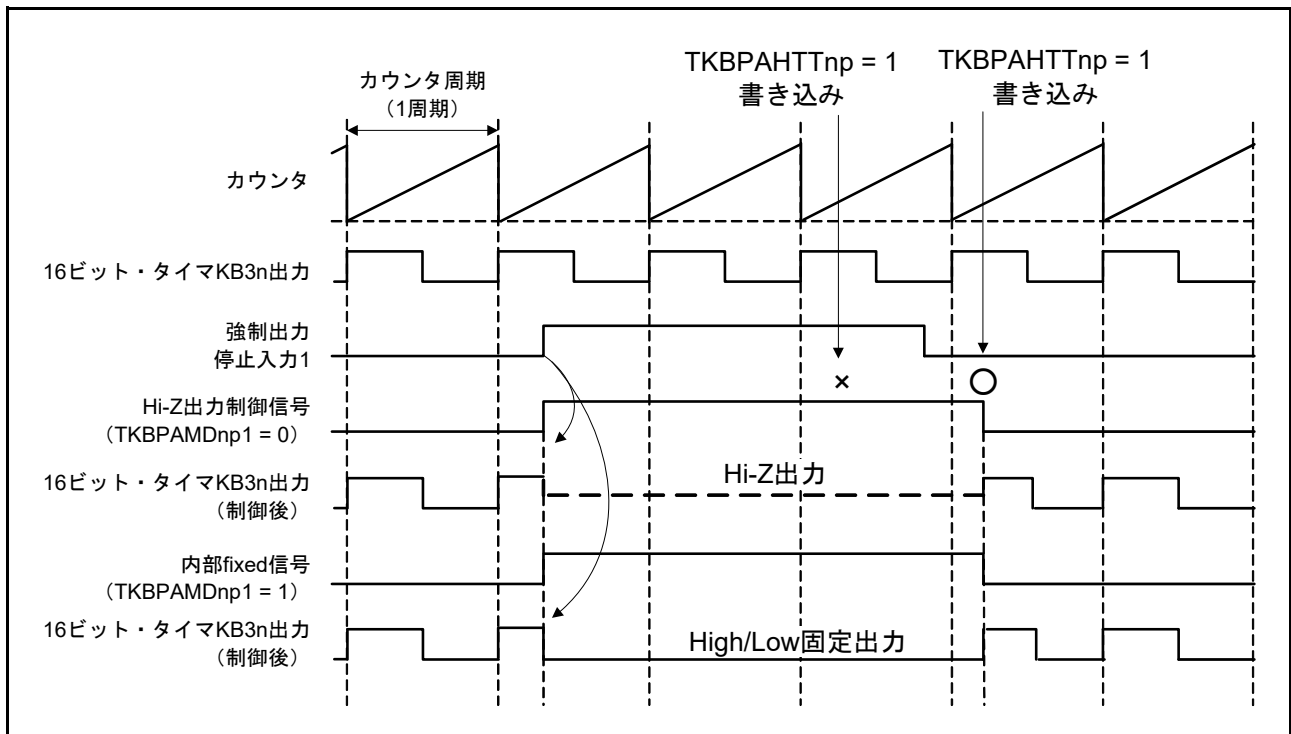 TKBPAHTTnp = 1
書き込み
TKBPAHTTnp = 1
書き込み
カウンタ周期
（1周期）
カウンタ
16ビット・タイマKB3n出力
強制出力
停止入力1
×
○
Hi-Z出力制御信号
（TKBPAMDnp1 = 0）
16ビット・タイマKB3n出力
（制御後）
Hi-Z出力
内部fixed信号
（TKBPAMDnp1 = 1）
16ビット・タイマKB3n出力
（制御後）
High/Low固定出力